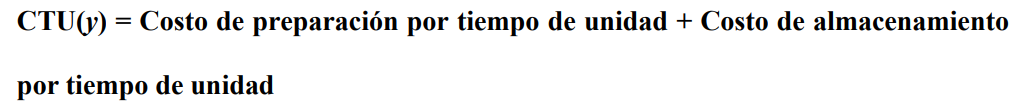 CTU(y) = Costo de preparación por tiempo de unidad + Costo de almacenamiento
por tiempo de unidad